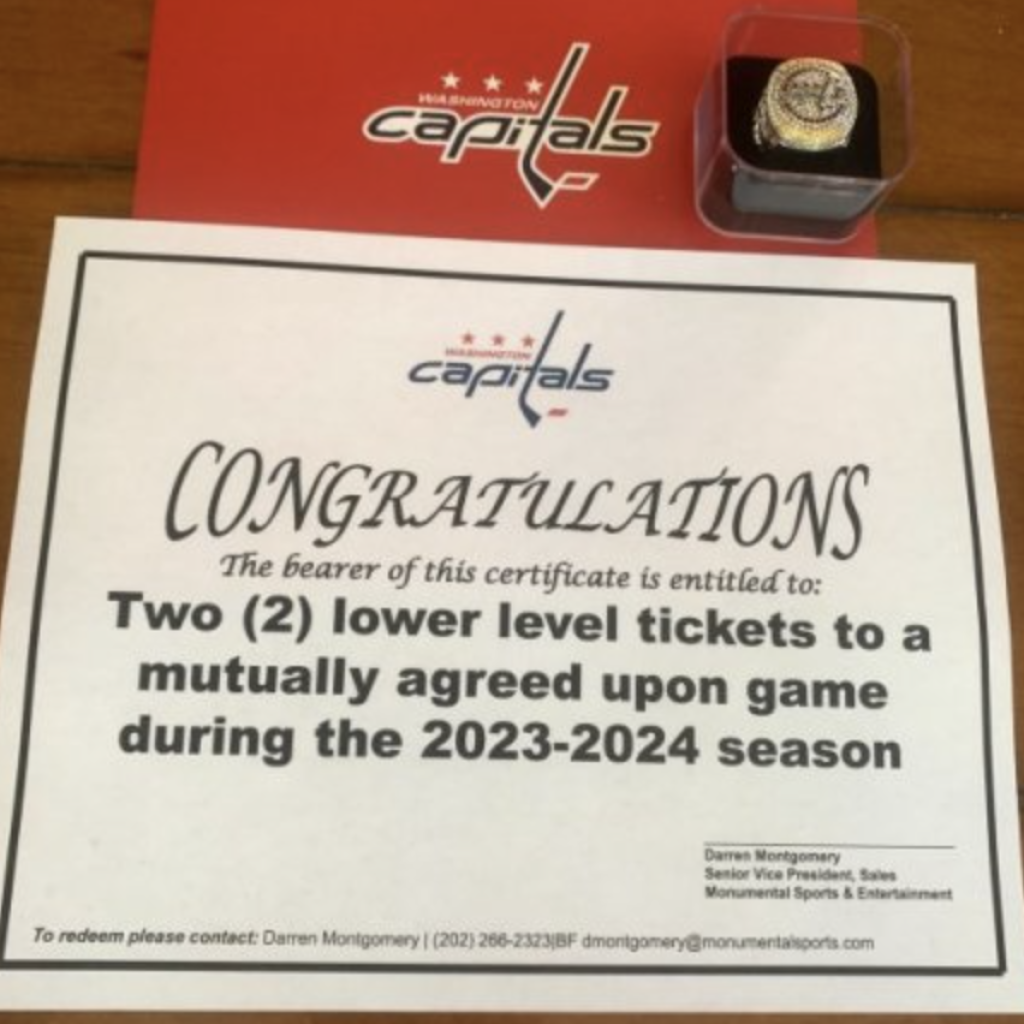 WASHINGTON
capitals
WASHINGTON
capitals
CONGRATULATIONS
The bearer of this certificate is entitled to:
Two (2) lower level tickets to a
mutually agreed upon game
during the 2023-2024 season
Darren Montgomery
Senior Vice President, Sales
Monumental Sports & Entertainment
To redeem please contact: Darren Montgomery | (202) 266-2323|BF dmontgomery@monumentalsports.com